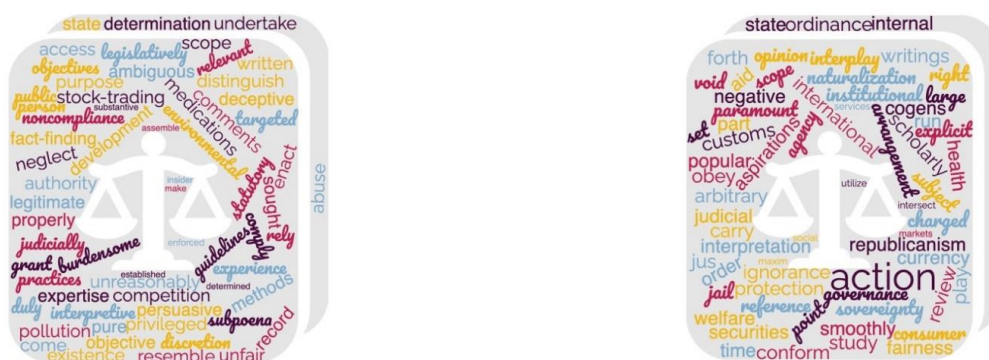 state determination undertake
access legislatively scope
objectives ambiguous relevant written
purpose distinguish
public stock-trading medications deceptive
person substantive comments
noncompliance environmental targeted
fact-finding development assemble
neglect
authority insider statutory sought enact abuse
legitimate make
properly
judicially enforced guidelines comply rely
grant burdensome
practices established experience
unreasonably determined methods
expertise competition
duty interpretive persuasive
pollution pure privileged subpoena record
come objective discretion
existence resemble unfair
state ordinance internal
forth opinion interplay writings
void aid scope naturalization right
negative institutional large
paramount international services cogens
set part agency arrangement run
customs scholarly explicit
popular aspirations health
obey utilize subject
arbitrary intersect
judicial charged
carry social markets
interpretation republicanism
jus order maxim currency
ignorance action play
jail protection governance review
reference sovereignty
welfare point
securities smoothly consumer
time conform study fairness